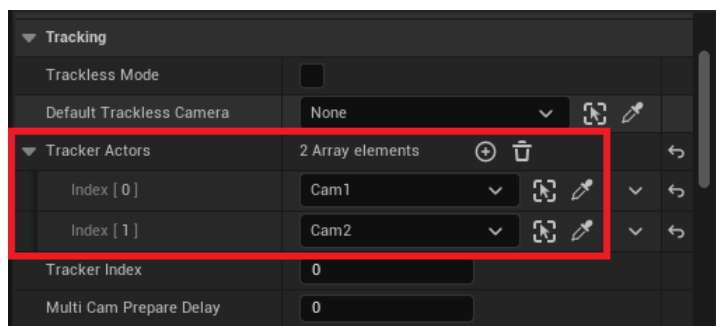 Tracking
Trackless Mode
Default Trackless Camera None
Tracker Actors 2 Array elements
Index [ 0 ] Cam1
Index [ 1 ] Cam2
Tracker Index 0
Multi Cam Prepare Delay 0